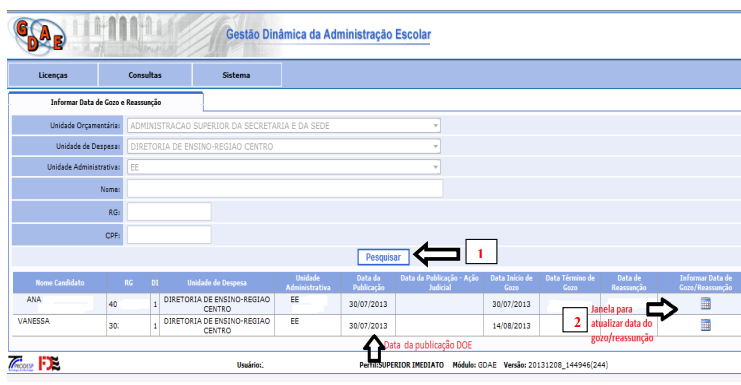 GDAE
Gestão Dinâmica da Administração Escolar
Licenças Consultas Sistema
Informar Data de Gozo e Reassunção
Unidade Orçamentária: ADMINISTRACAO SUPERIOR DA SECRETARIA E DA SEDE
Unidade de Despesa: DIRETORIA DE ENSINO-REGIAO CENTRO
Unidade Administrativa: EE
Nome:
RG:
CPF:
Pesquisar 1
Nome Candidato RG DI Unidade de Despesa Unidade Administrativa Data da Publicação Data da Publicação - Ação Judicial Data Início de Gozo Data Término de Gozo Data de Reassunção Informar Data de Gozo/Reassunção
ANA 40 1 DIRETORIA DE ENSINO-REGIAO CENTRO EE 30/07/2013 30/07/2013
VANESSA 30: 1 DIRETORIA DE ENSINO-REGIAO CENTRO EE 30/07/2013 14/08/2013
2 Janela para
atualizar data do
gozo/reassunção
Data da publicação DOE
PRODESP FDE Usuário: Perfil:SUPERIOR IMEDIATO Módulo: GDAE Versão: 20131208_144946(244)